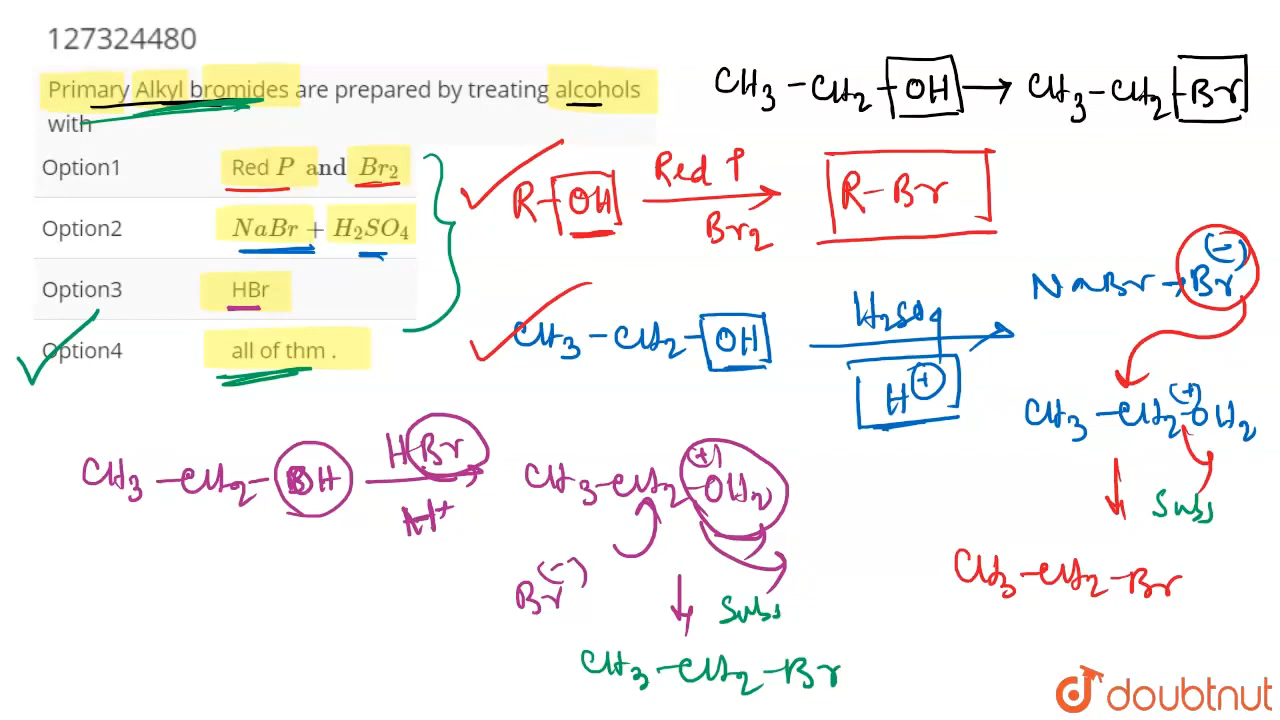 127324480
Primary Alkyl bromides are prepared by treating alcohols
with
Option1 Red P and Br₂
Option2 NaBr + H₂SO₄
Option3 HBr
Option4 all of thm .
CH₃-CH₂-OH → CH₃-CH₂-Br
R-OH Red P Br₂ → R-Br
NaBr → Br(-)
CH₃-CH₂-OH H₂SO₄ H⊕ →
CH₃-CH₂-OH₂ (+)
Subs
CH₃-CH₂-Br
CH₃-CH₂-OH HBr H⁺ → CH₃-CH₂-OH₂ (+)
Br(-)
Subs
CH₃-CH₂-Br
doubtnut